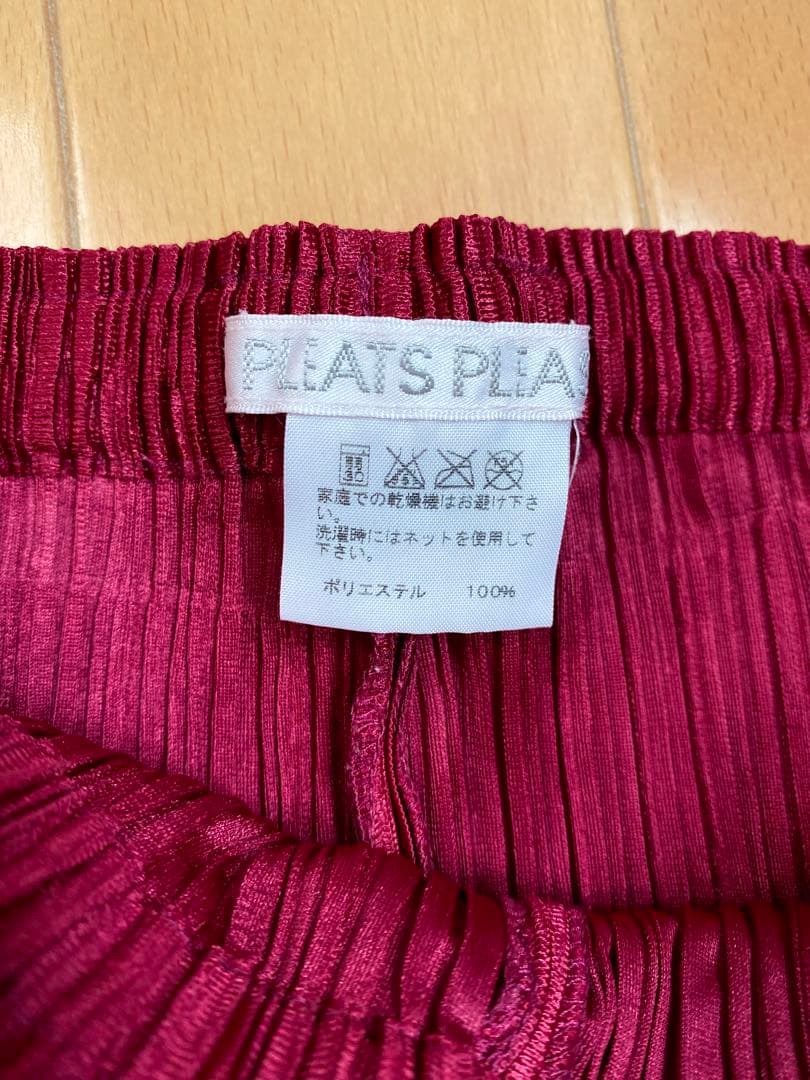 PLEATS PLEAS
家庭での乾燥機はお避け下さ
い。
洗濯時にはネットを使用して
下さい。
ポリエステル 100%